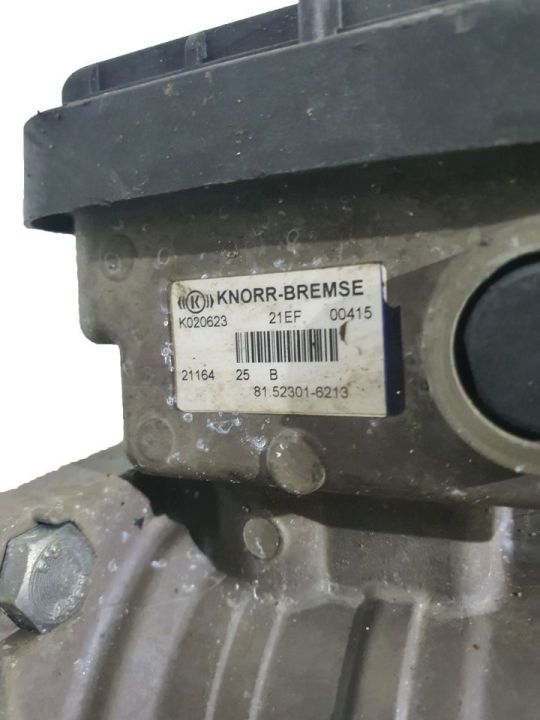 K KNORR-BREMSE
K020623 21EF 00415
21164 25 B
81.52301-6213